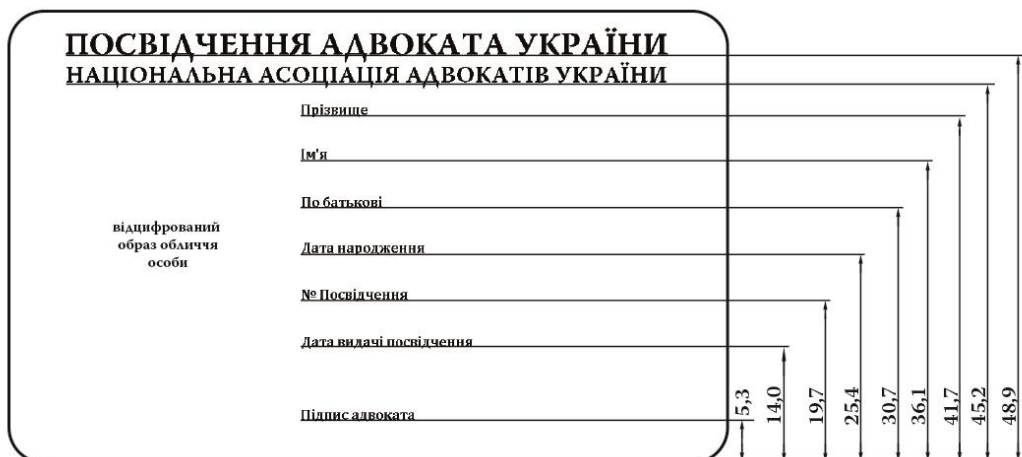 ПОСВІДЧЕННЯ АДВОКАТА УКРАЇНИ
НАЦІОНАЛЬНА АСОЦІАЦІЯ АДВОКАТІВ УКРАЇНИ
Прізвище
Ім'я
По батькові
відцифрований
образ обличчя
особи
Дата народження
№ Посвідчення
Дата видачі посвідчення
Підпис адвоката
5,3
14,0
19,7
25,4
30,7
36,1
41,7
45,2
48,9